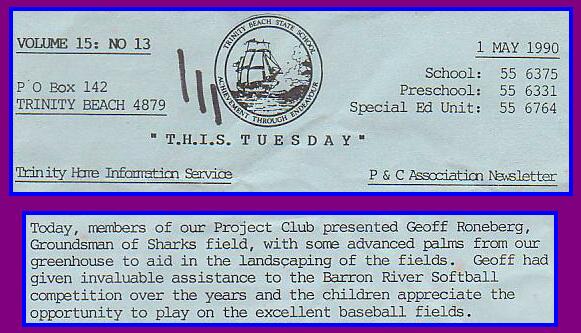 VOLUME 15: NO 13
1 MAY 1990
TRINITY BEACH STATE SCHOOL
ACHIEVEMENT THROUGH ENDEAVOUR
P O Box 142
TRINITY BEACH 4879
School: 55 6375
Preschool: 55 6331
Special Ed Unit: 55 6764
" T.H.I.S. TUESDAY "
Trinity Home Information Service
P & C Association Newsletter
Today, members of our Project Club presented Geoff Roneberg,
Groundsman of Sharks field, with some advanced palms from our
greenhouse to aid in the landscaping of the fields. Geoff had
given invaluable assistance to the Barron River Softball
competition over the years and the children appreciate the
opportunity to play on the excellent baseball fields.